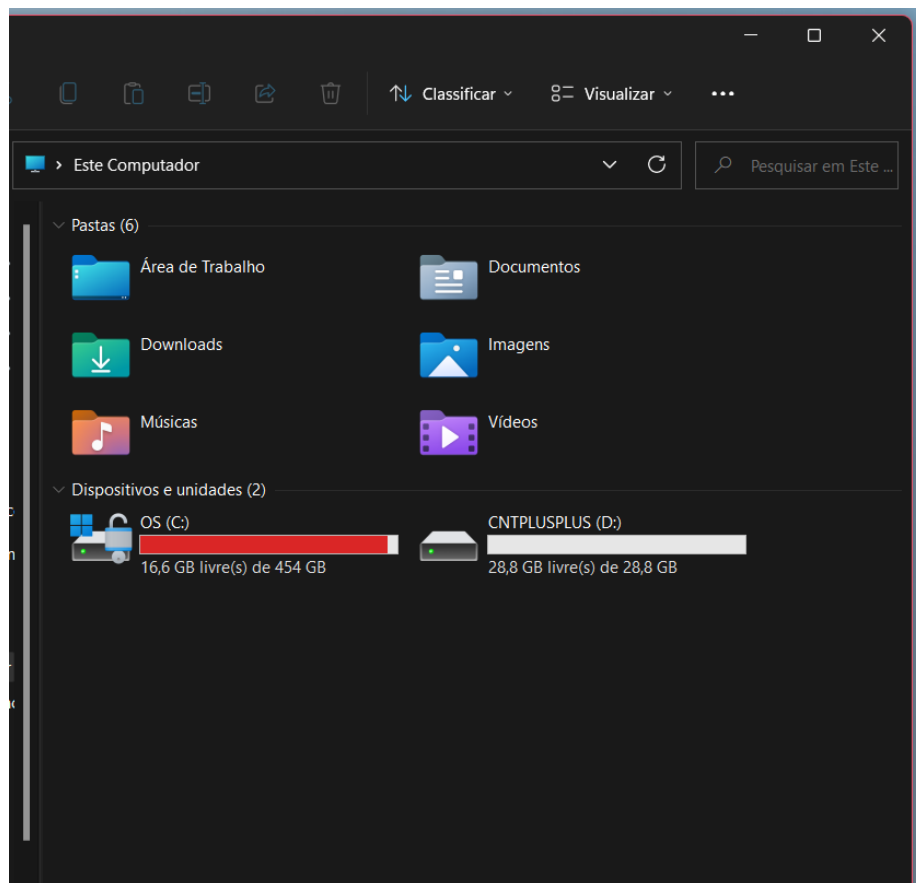 Classificar
Visualizar
Este Computador
Pesquisar em Este ...
Pastas (6)
Área de Trabalho
Documentos
Downloads
Imagens
Músicas
Vídeos
Dispositivos e unidades (2)
OS (C:)
16,6 GB livre(s) de 454 GB
CNTPLUSPLUS (D:)
28,8 GB livre(s) de 28,8 GB